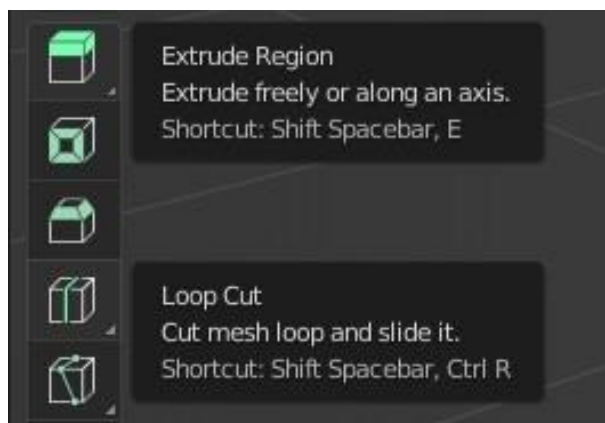 Extrude Region
Extrude freely or along an axis.
Shortcut: Shift Spacebar, E
Loop Cut
Cut mesh loop and slide it.
Shortcut: Shift Spacebar, Ctrl R